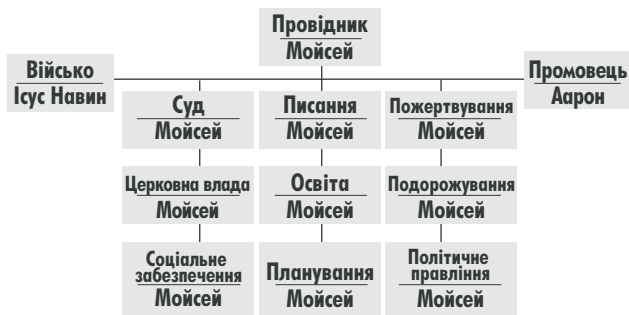 Провідник
Мойсей
Військо
Ісус Навин
Промовець
Аарон
Суд
Мойсей
Писання
Мойсей
Пожертвування
Мойсей
Церковна влада
Мойсей
Освіта
Мойсей
Подорожування
Мойсей
Соціальне
забезпечення
Мойсей
Планування
Мойсей
Політичне
правління
Мойсей